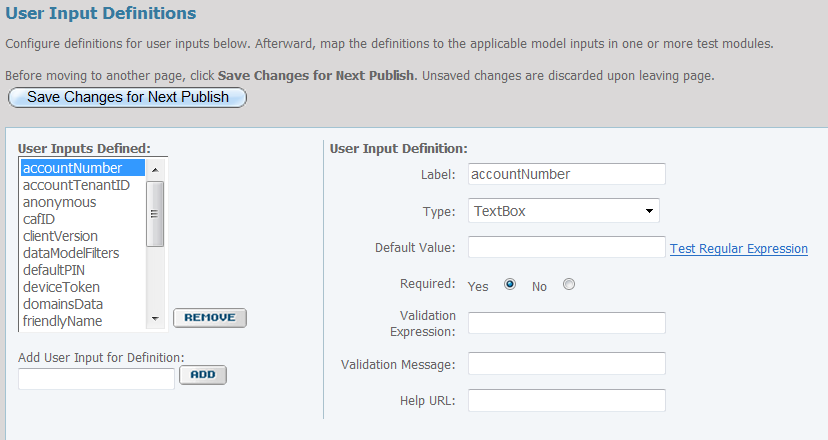 User Input Definitions
Configure definitions for user inputs below. Afterward, map the definitions to the applicable model inputs in one or more test modules.
Before moving to another page, click Save Changes for Next Publish. Unsaved changes are discarded upon leaving page.
Save Changes for Next Publish
User Inputs Defined:
accountNumber
accountTenantID
anonymous
cafID
clientVersion
dataModelFilters
defaultPIN
deviceToken
domainsData
friendlyName
REMOVE
Add User Input for Definition:
ADD
User Input Definition:
Label: accountNumber
Type: TextBox
Default Value: Test Regular Expression
Required: Yes No
Validation
Expression:
Validation Message:
Help URL: